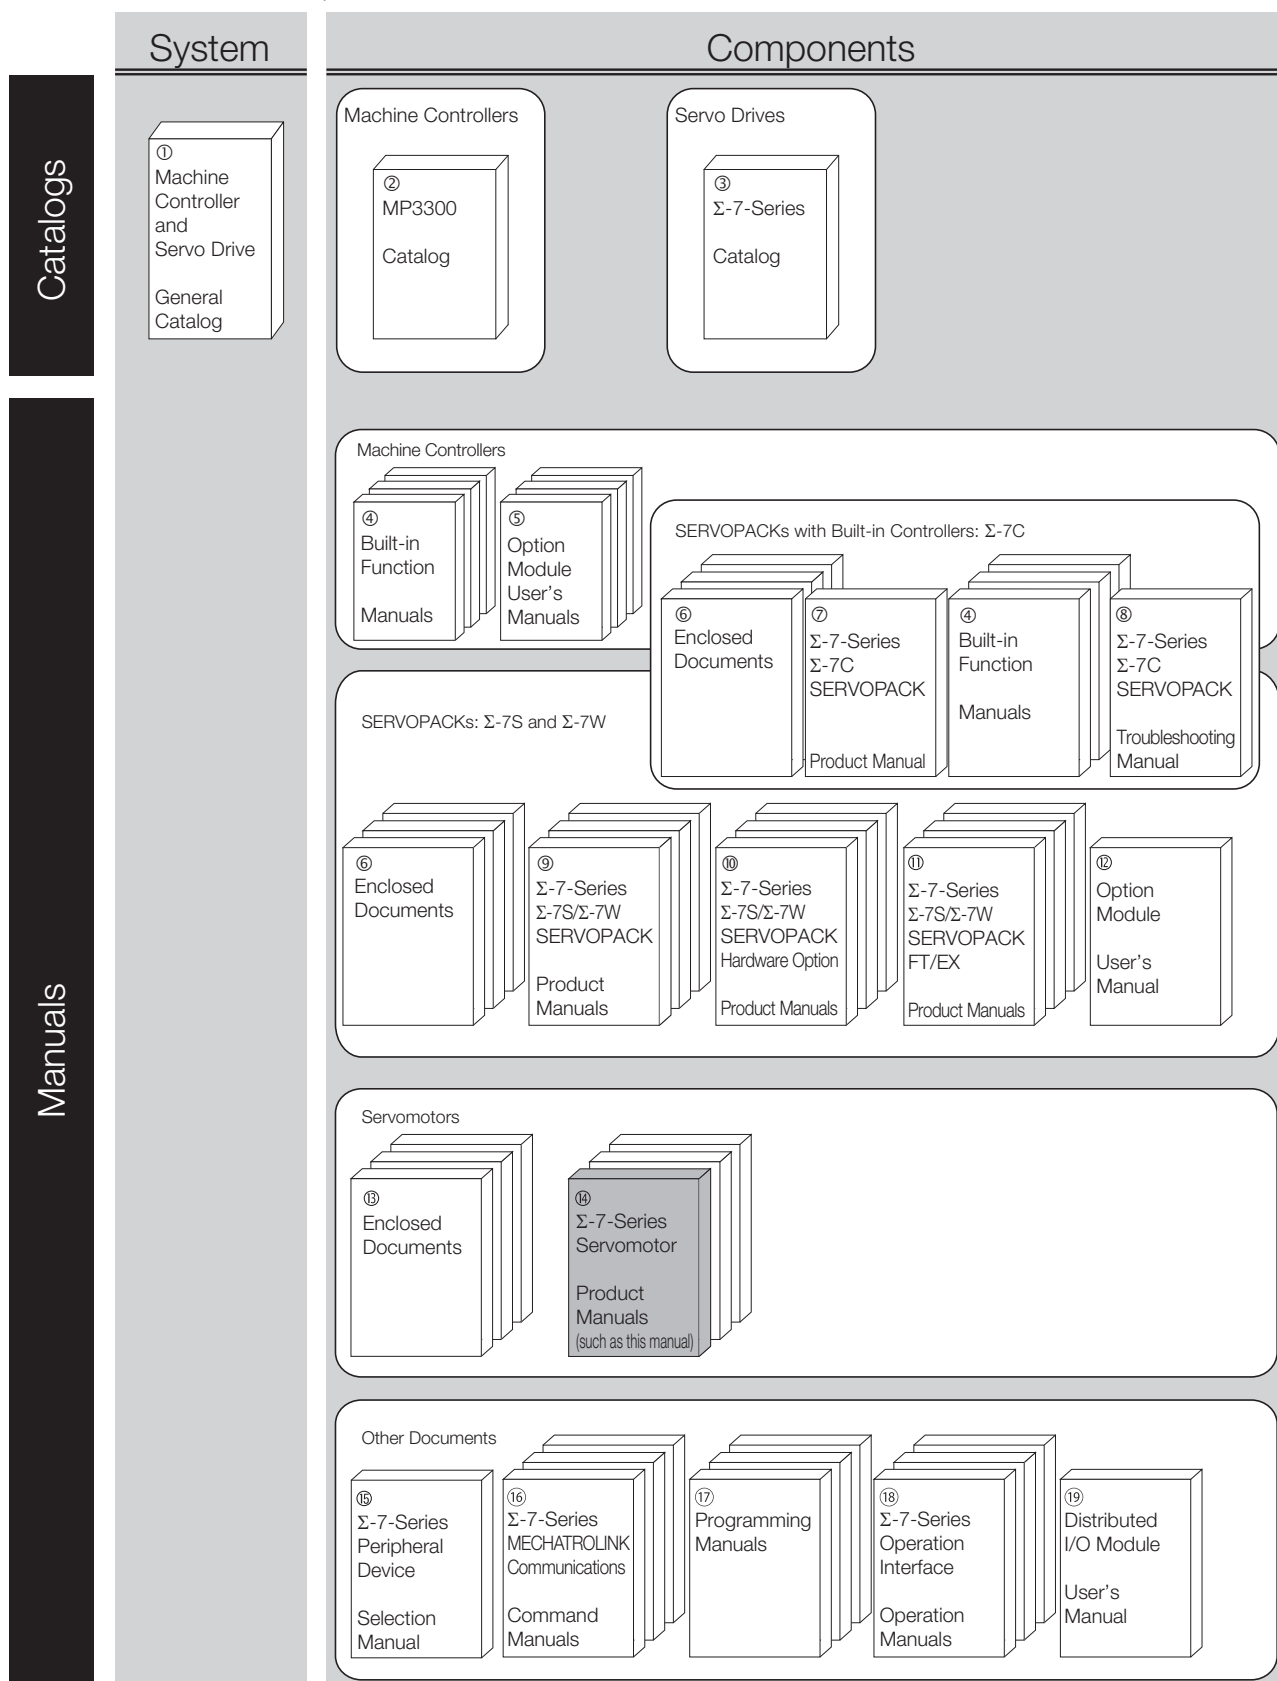 System
Components
Catalogs
①
Machine
Controller
and
Servo Drive
General
Catalog
Machine Controllers
②
MP3300
Catalog
Servo Drives
③
Σ-7-Series
Catalog
Manuals
Machine Controllers
④
Built-in
Function
Manuals
⑤
Option
Module
User's
Manuals
SERVOPACKs with Built-in Controllers: Σ-7C
⑥
Enclosed
Documents
⑦
Σ-7-Series
Σ-7C
SERVOPACK
Product Manual
④
Built-in
Function
Manuals
⑧
Σ-7-Series
Σ-7C
SERVOPACK
Troubleshooting
Manual
SERVOPACKs: Σ-7S and Σ-7W
⑥
Enclosed
Documents
⑨
Σ-7-Series
Σ-7S/Σ-7W
SERVOPACK
Product
Manuals
⑩
Σ-7-Series
Σ-7S/Σ-7W
SERVOPACK
Hardware Option
Product Manuals
⑪
Σ-7-Series
Σ-7S/Σ-7W
SERVOPACK
FT/EX
Product Manuals
⑫
Option
Module
User's
Manual
Servomotors
⑬
Enclosed
Documents
⑭
Σ-7-Series
Servomotor
Product
Manuals
(such as this manual)
Other Documents
⑮
Σ-7-Series
Peripheral
Device
Selection
Manual
⑯
Σ-7-Series
MECHATROLINK
Communications
Command
Manuals
⑰
Programming
Manuals
⑱
Σ-7-Series
Operation
Interface
Operation
Manuals
⑲
Distributed
I/O Module
User's
Manual